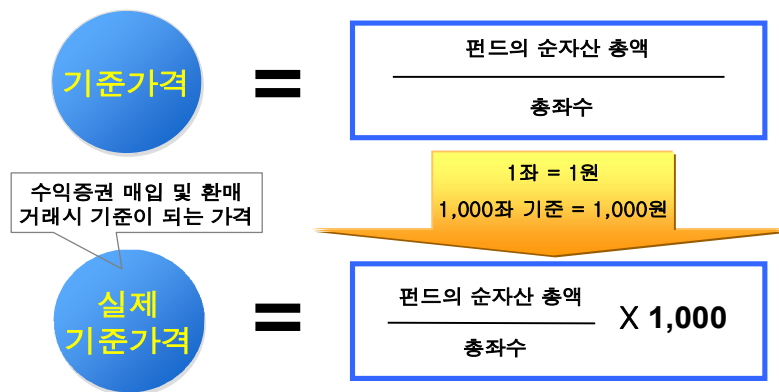 기준가격
=
펀드의 순자산 총액
총좌수
1좌 = 1원
1,000좌 기준 = 1,000원
수익증권 매입 및 환매
거래시 기준이 되는 가격
실제
기준가격
=
펀드의 순자산 총액
총좌수
X 1,000